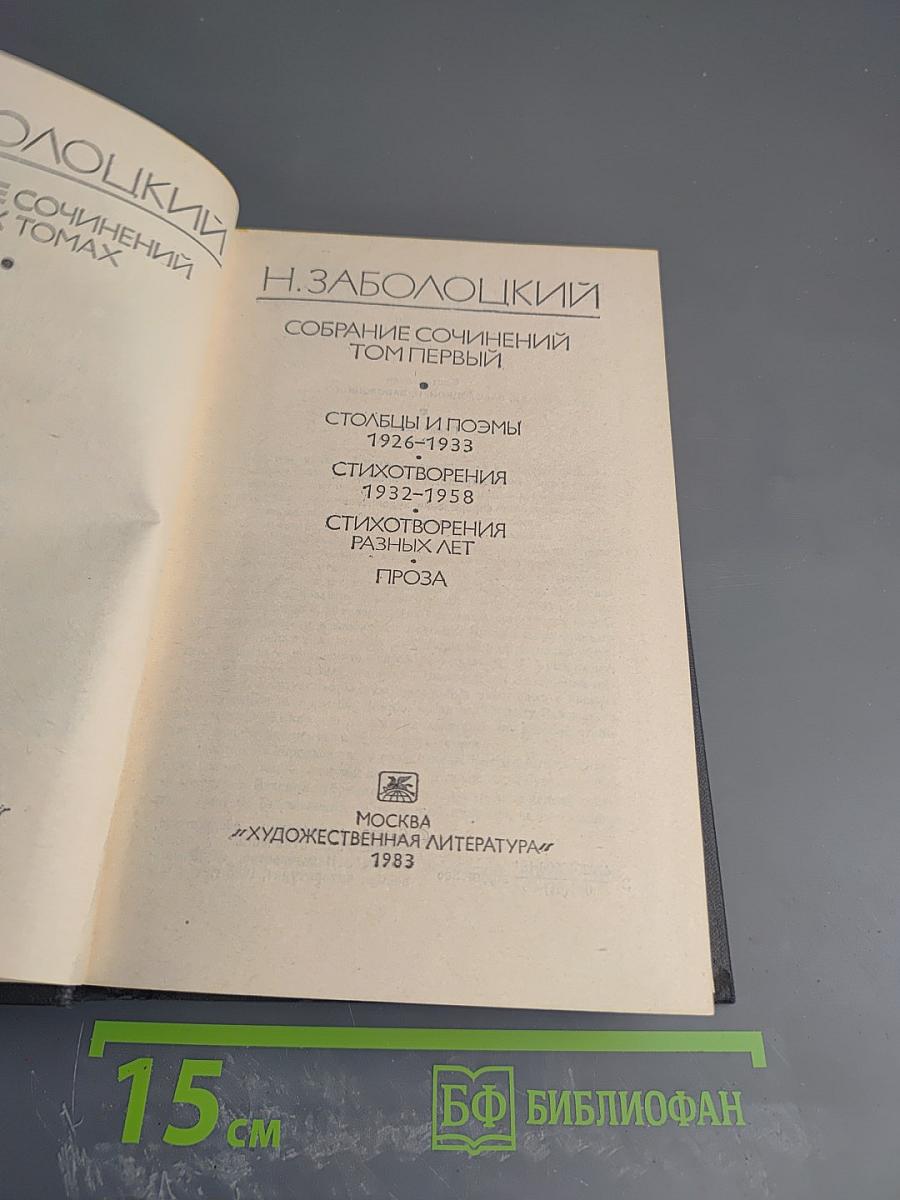 ОЛОЦКИЙ
Е СОЧИНЕНИЙ
Х ТОМАХ
Н. ЗАБОЛОЦКИЙ
СОБРАНИЕ СОЧИНЕНИЙ
ТОМ ПЕРВЫЙ
СТОЛБЦЫ И ПОЭМЫ
1926–1933
СТИХОТВОРЕНИЯ
1932–1958
СТИХОТВОРЕНИЯ
РАЗНЫХ ЛЕТ
ПРОЗА
МОСКВА
„ХУДОЖЕСТВЕННАЯ ЛИТЕРАТУРА“
1983
15 см
БФ БИБЛИОФАН